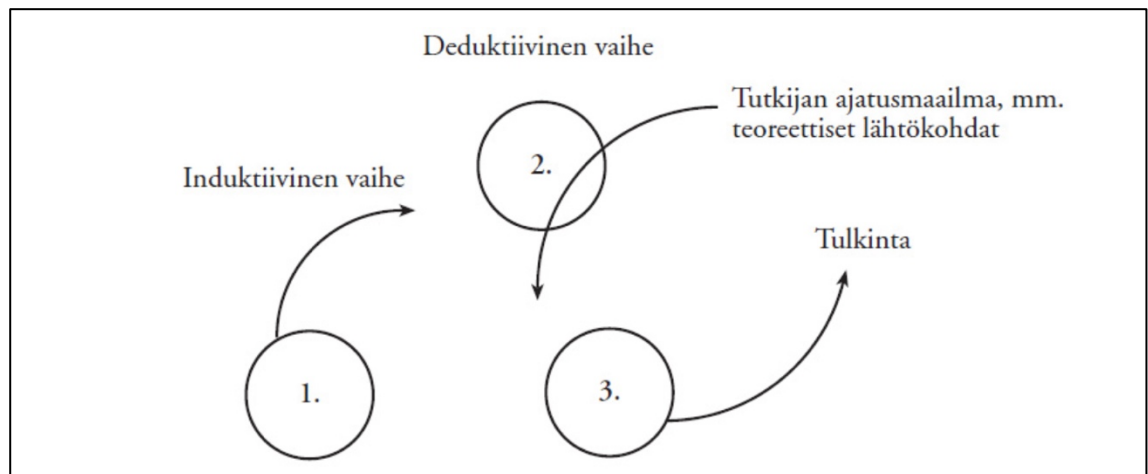 Deduktiivinen vaihe
Tutkijan ajatusmaailma, mm.
teoreettiset lähtökohdat
2.
Induktiivinen vaihe
Tulkinta
1.
3.